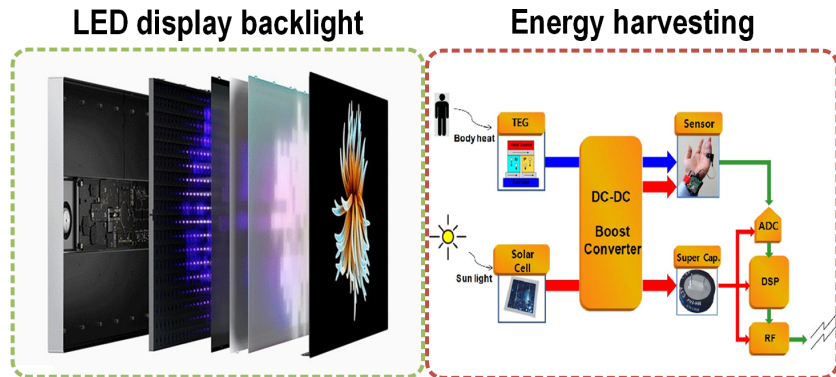 LED display backlight
Energy harvesting
TEG
Body heat
Sensor
DC-DC
Boost
Converter
ADC
Solar
Cell
Sun light
Super Cap.
DSP
RF